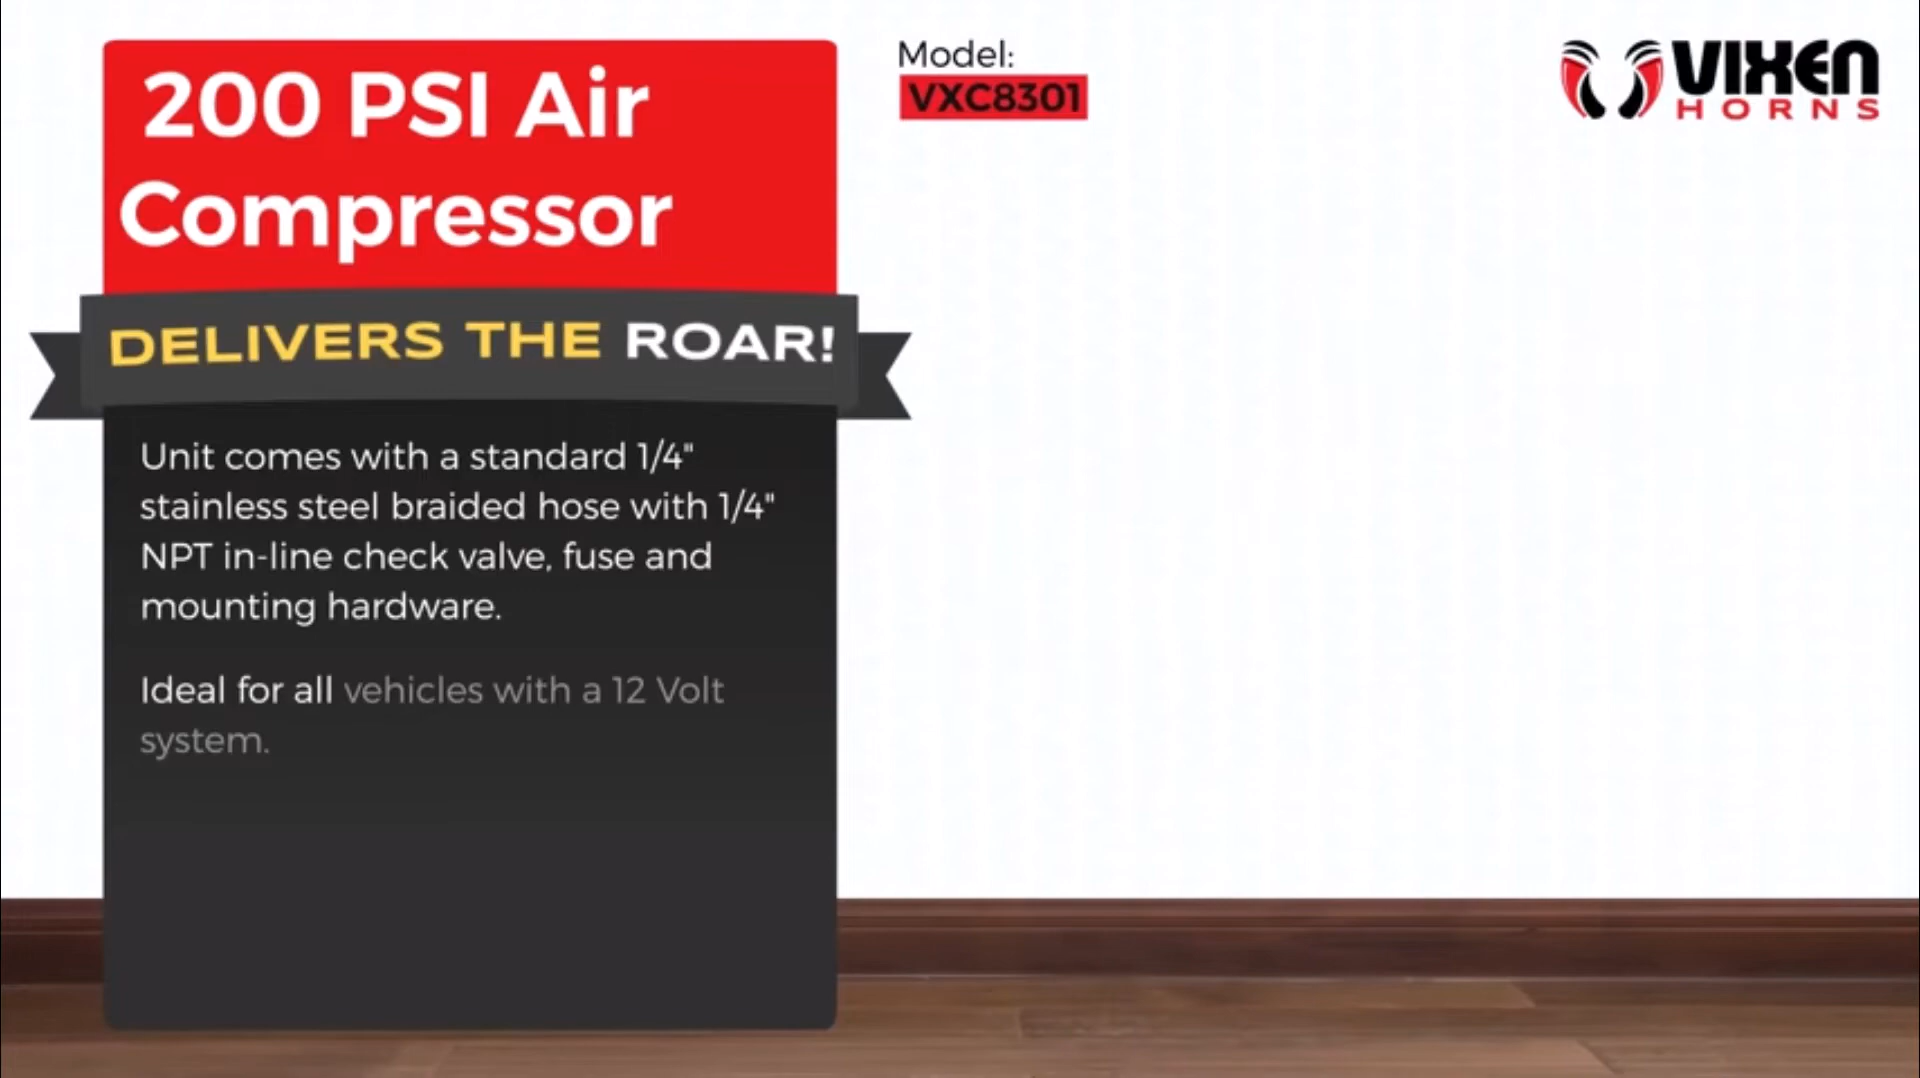 200 PSI Air
Compressor
DELIVERS THE ROAR!
Unit comes with a standard 1/4"
stainless steel braided hose with 1/4"
NPT in-line check valve, fuse and
mounting hardware.
Ideal for all vehicles with a 12 Volt
system.
Model:
VXC8301
VIXEN
HORNS